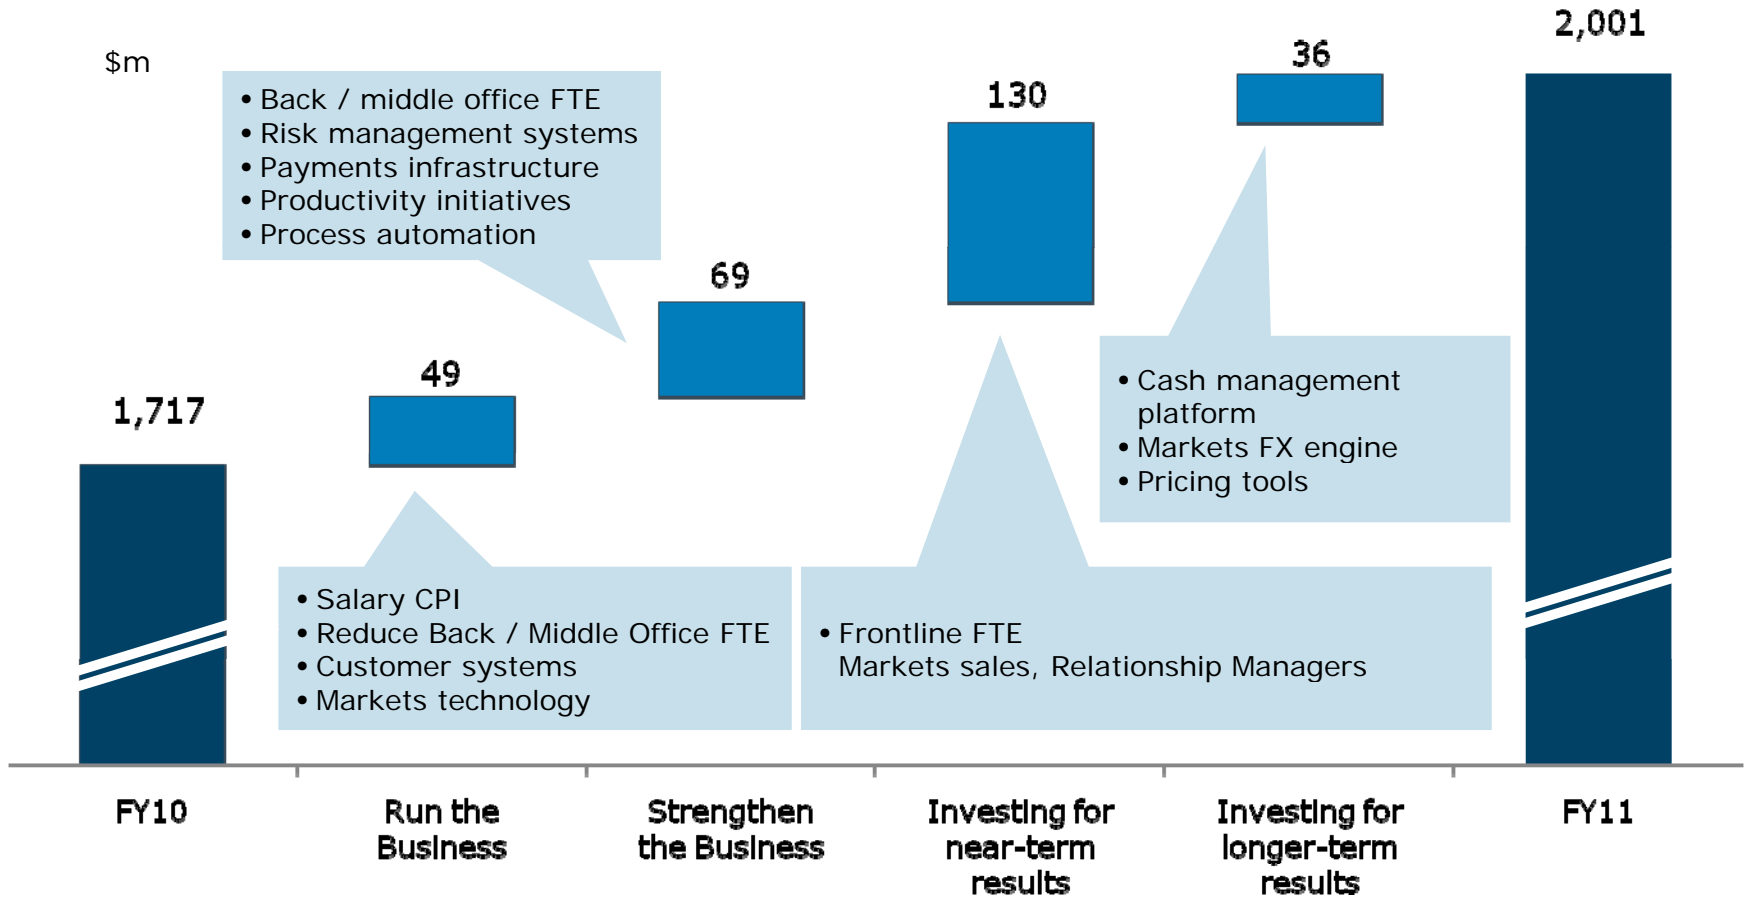 $m
1,717
49
69
130
36
2,001
• Back / middle office FTE
• Risk management systems
• Payments infrastructure
• Productivity initiatives
• Process automation
• Cash management
platform
• Markets FX engine
• Pricing tools
• Salary CPI
• Reduce Back / Middle Office FTE
• Customer systems
• Markets technology
• Frontline FTE
Markets sales, Relationship Managers
FY10
Run the
Business
Strengthen
the Business
Investing for
near-term
results
Investing for
longer-term
results
FY11